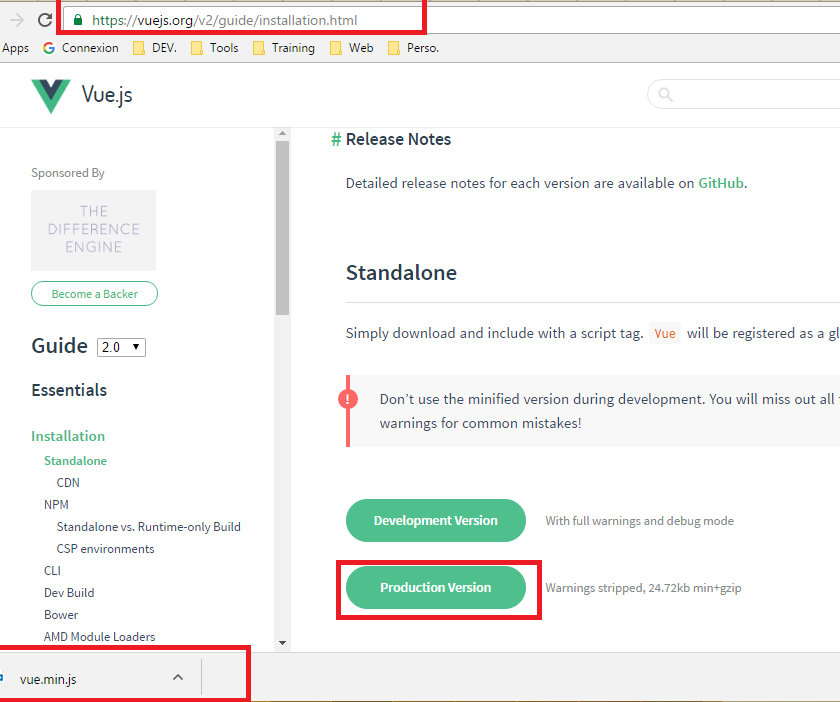 https://vuejs.org/v2/guide/installation.html
Apps Connexion DEV. Tools Training Web Perso.
Vue.js
Sponsored By
THE
DIFFERENCE
ENGINE
Become a Backer
Guide 2.0
Essentials
Installation
Standalone
CDN
NPM
Standalone vs. Runtime-only Build
CSP environments
CLI
Dev Build
Bower
AMD Module Loaders
# Release Notes
Detailed release notes for each version are available on GitHub.
Standalone
Simply download and include with a script tag. Vue will be registered as a
! Don't use the minified version during development. You will miss out all
warnings for common mistakes!
Development Version With full warnings and debug mode
Production Version Warnings stripped, 24.72kb min+gzip
vue.min.js